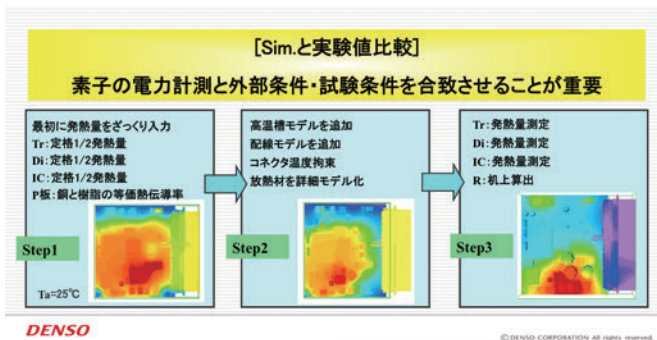 [Sim.と実験値比較]
素子の電力計測と外部条件・試験条件を合致させることが重要
最初に発熱量をざっくり入力
Tr:定格1/2発熱量
Di:定格1/2発熱量
IC:定格1/2発熱量
P板:銅と樹脂の等価熱伝導率
Step1
Ta=25℃
高温槽モデルを追加
配線モデルを追加
コネクタ温度拘束
放熱材を詳細モデル化
Step2
Tr:発熱量測定
Di:発熱量測定
IC:発熱量測定
R:机上算出
Step3
DENSO
© DENSO CORPORATION All rights reserved.